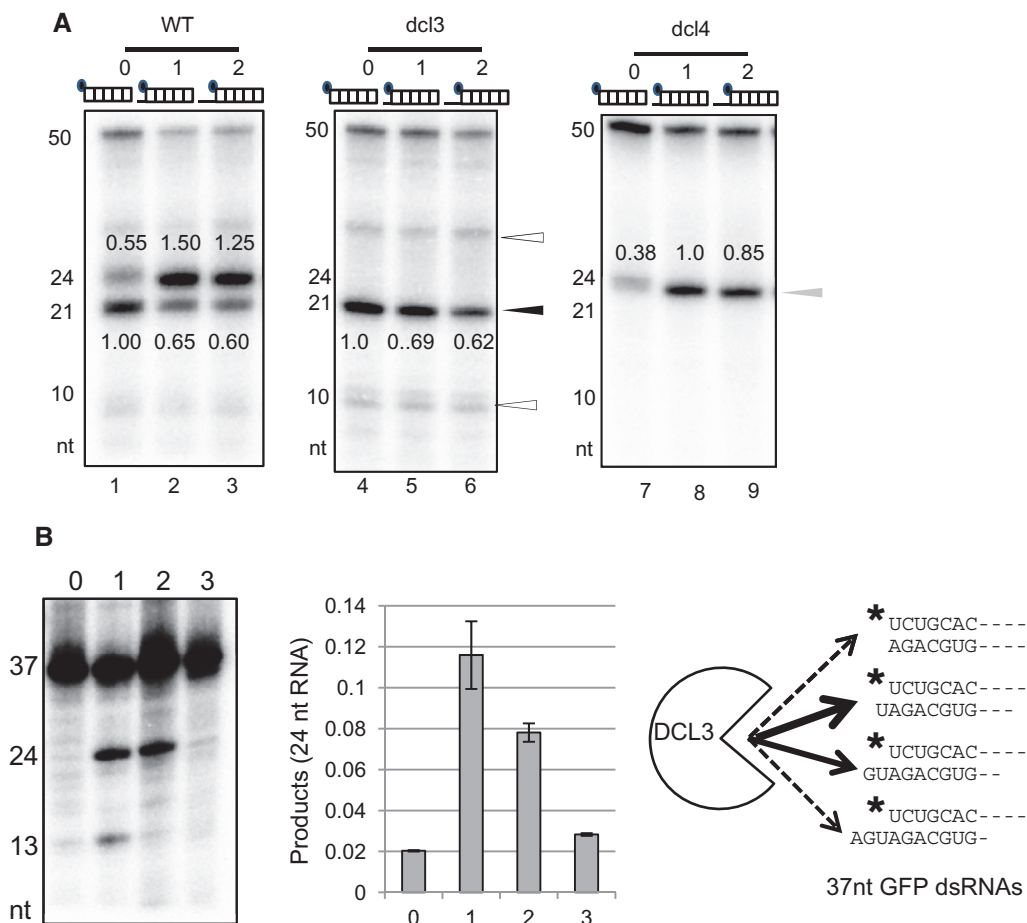 A
WT
dcl3
dcl4
0 1 2
0 1 2
0 1 2
50
24
21
10
nt
0.55 1.50 1.25
1.00 0.65 0.60
1 2 3
50
24
21
10
nt
1.0 0..69 0.62
4 5 6
50
24
21
10
nt
0.38 1.0 0.85
7 8 9
B
0 1 2 3
37
24
13
nt
Products (24 nt RNA)
0.14
0.12
0.1
0.08
0.06
0.04
0.02
0
0 1 2 3
DCL3
*UCUGCAC----
AGACGUG----
*UCUGCAC----
UAGACGUG---
*UCUGCAC----
GUAGACGUG--
*UCUGCAC----
AGUAGACGUG-
37nt GFP dsRNAs